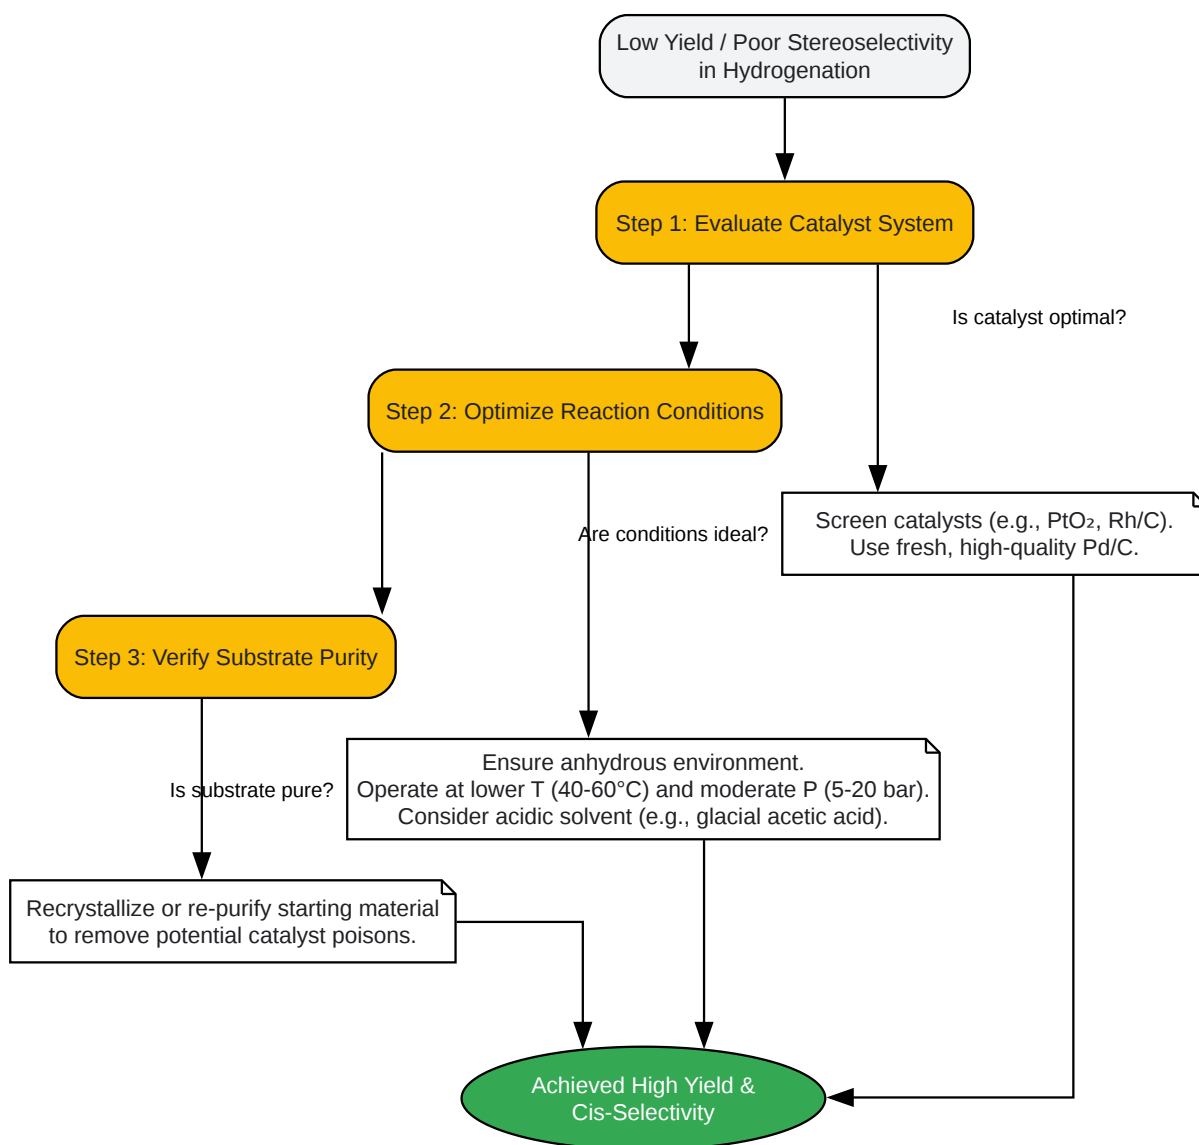 Low Yield / Poor Stereoselectivity
in Hydrogenation
Step 1: Evaluate Catalyst System
Is catalyst optimal?
Step 2: Optimize Reaction Conditions
Are conditions ideal?
Screen catalysts (e.g., PtO₂, Rh/C).
Use fresh, high-quality Pd/C.
Step 3: Verify Substrate Purity
Is substrate pure?
Ensure anhydrous environment.
Operate at lower T (40-60°C) and moderate P (5-20 bar).
Consider acidic solvent (e.g., glacial acetic acid).
Recrystallize or re-purify starting material
to remove potential catalyst poisons.
Achieved High Yield &
Cis-Selectivity